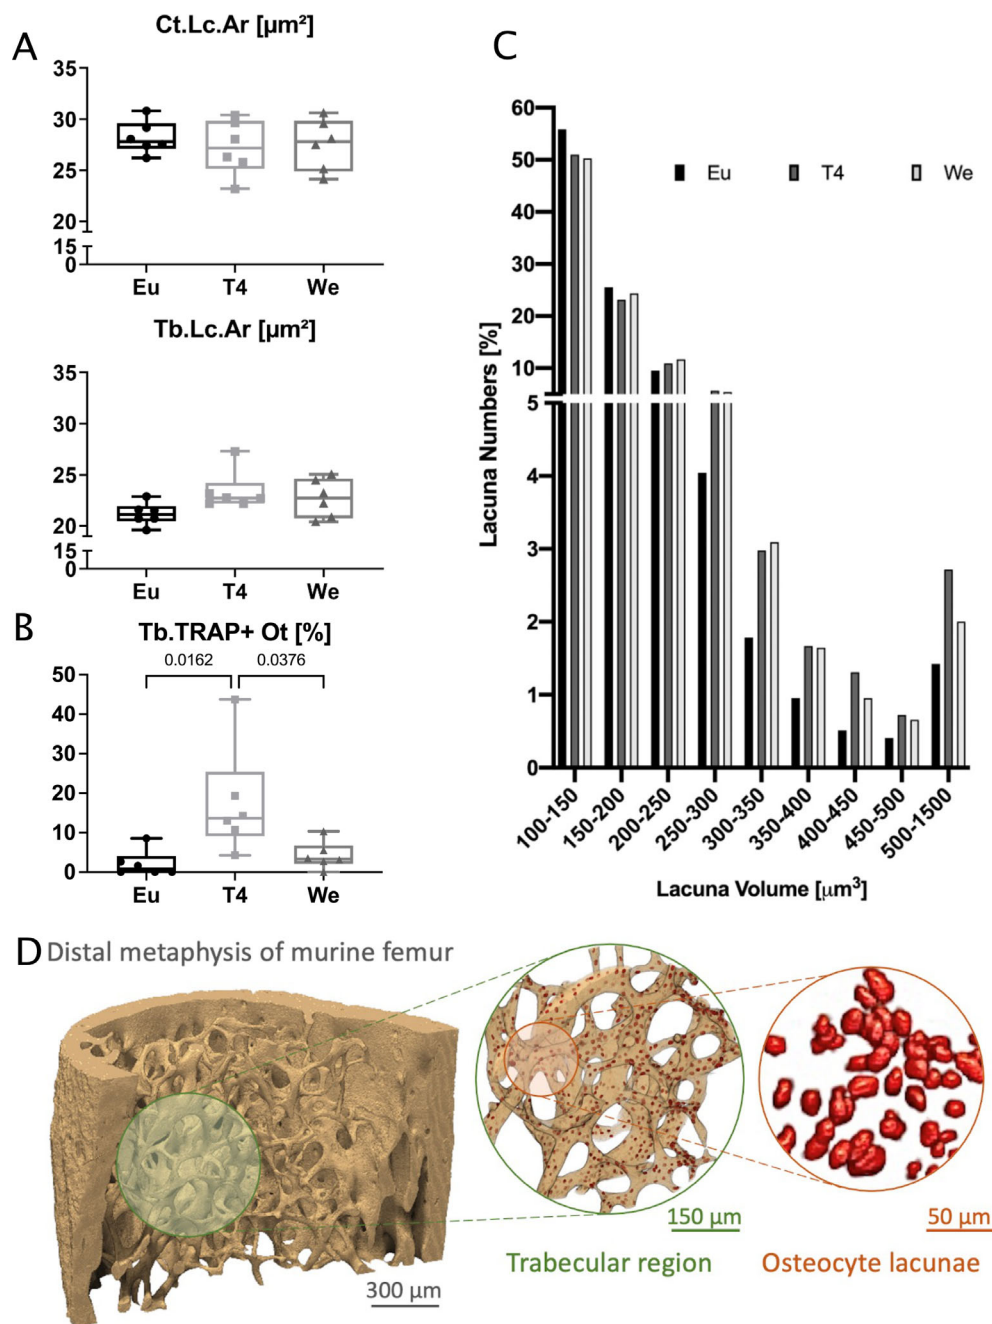 A
Ct.Lc.Ar [µm²]
35
30
25
20
15
0
Eu T4 We
Tb.Lc.Ar [µm²]
35
30
25
20
15
0
Eu T4 We
B
Tb.TRAP+ Ot [%]
0.0162 0.0376
50
40
30
20
10
0
Eu T4 We
C
Lacuna Numbers [%]
60
50
40
30
20
10
5
4
3
2
1
0
Eu T4 We
100-150
150-200
200-250
250-300
300-350
350-400
400-450
450-500
500-1500
Lacuna Volume [µm³]
D Distal metaphysis of murine femur
300 µm
150 µm
Trabecular region
50 µm
Osteocyte lacunae